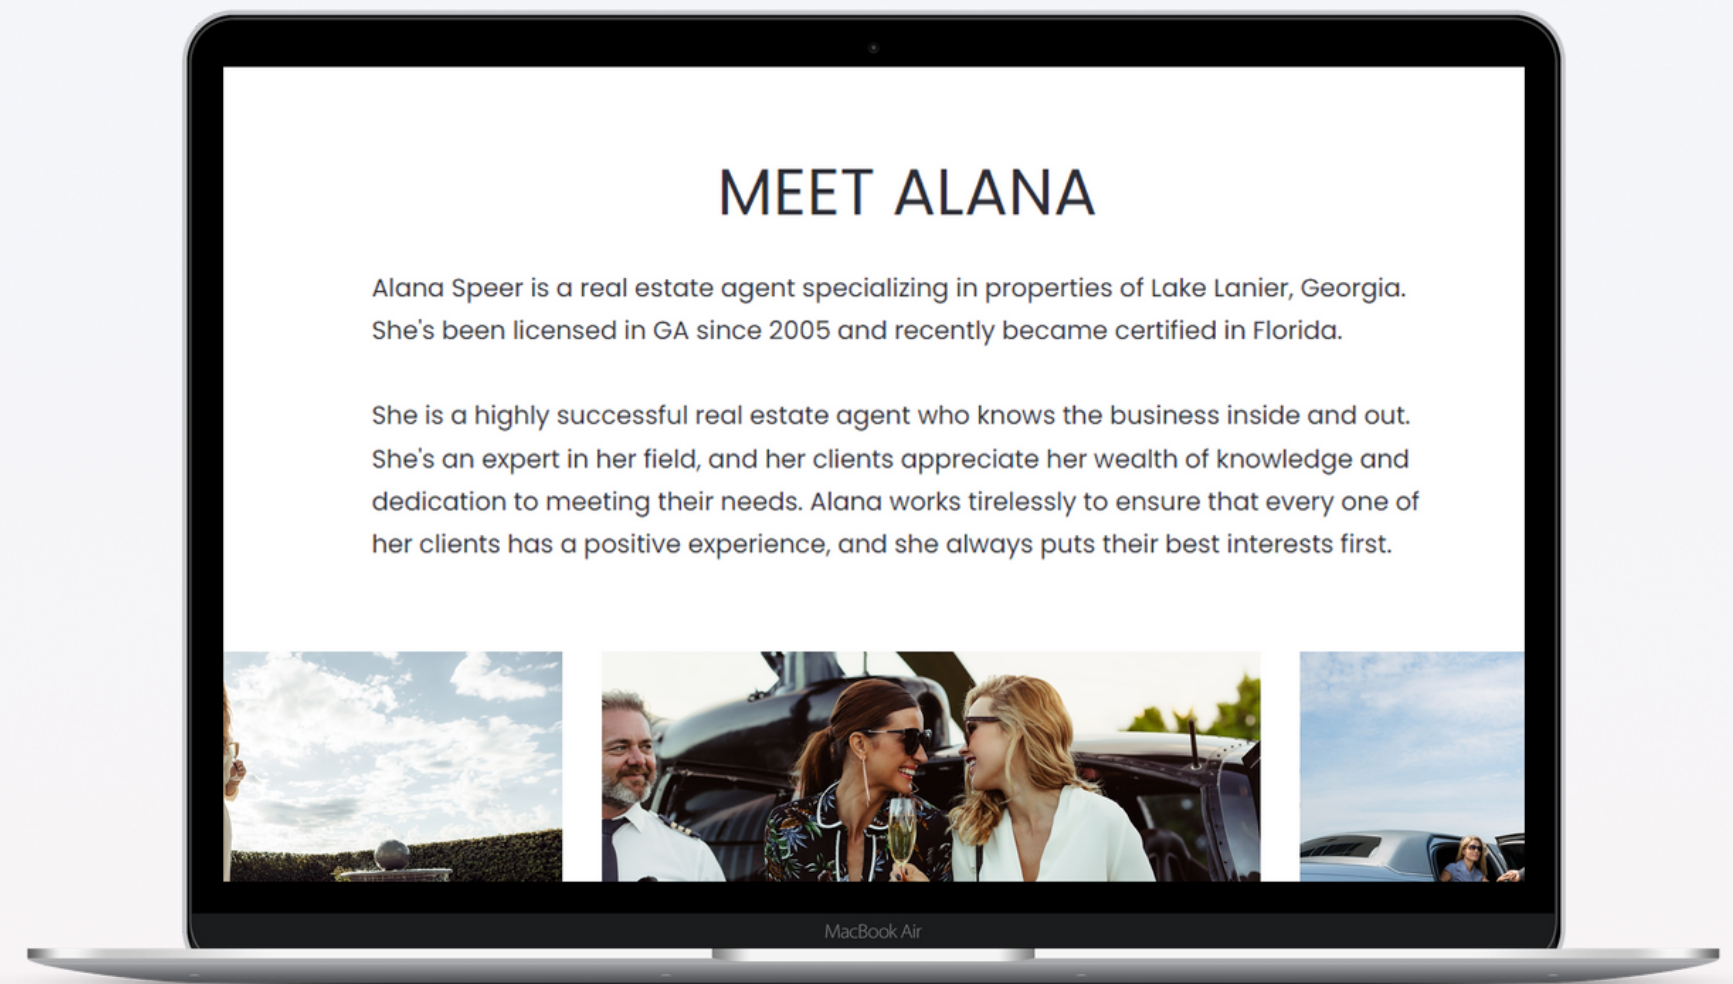 MEET ALANA
Alana Speer is a real estate agent specializing in properties of Lake Lanier, Georgia.
She's been licensed in GA since 2005 and recently became certified in Florida.
She is a highly successful real estate agent who knows the business inside and out.
She's an expert in her field, and her clients appreciate her wealth of knowledge and
dedication to meeting their needs. Alana works tirelessly to ensure that every one of
her clients has a positive experience, and she always puts their best interests first.
MacBook Air